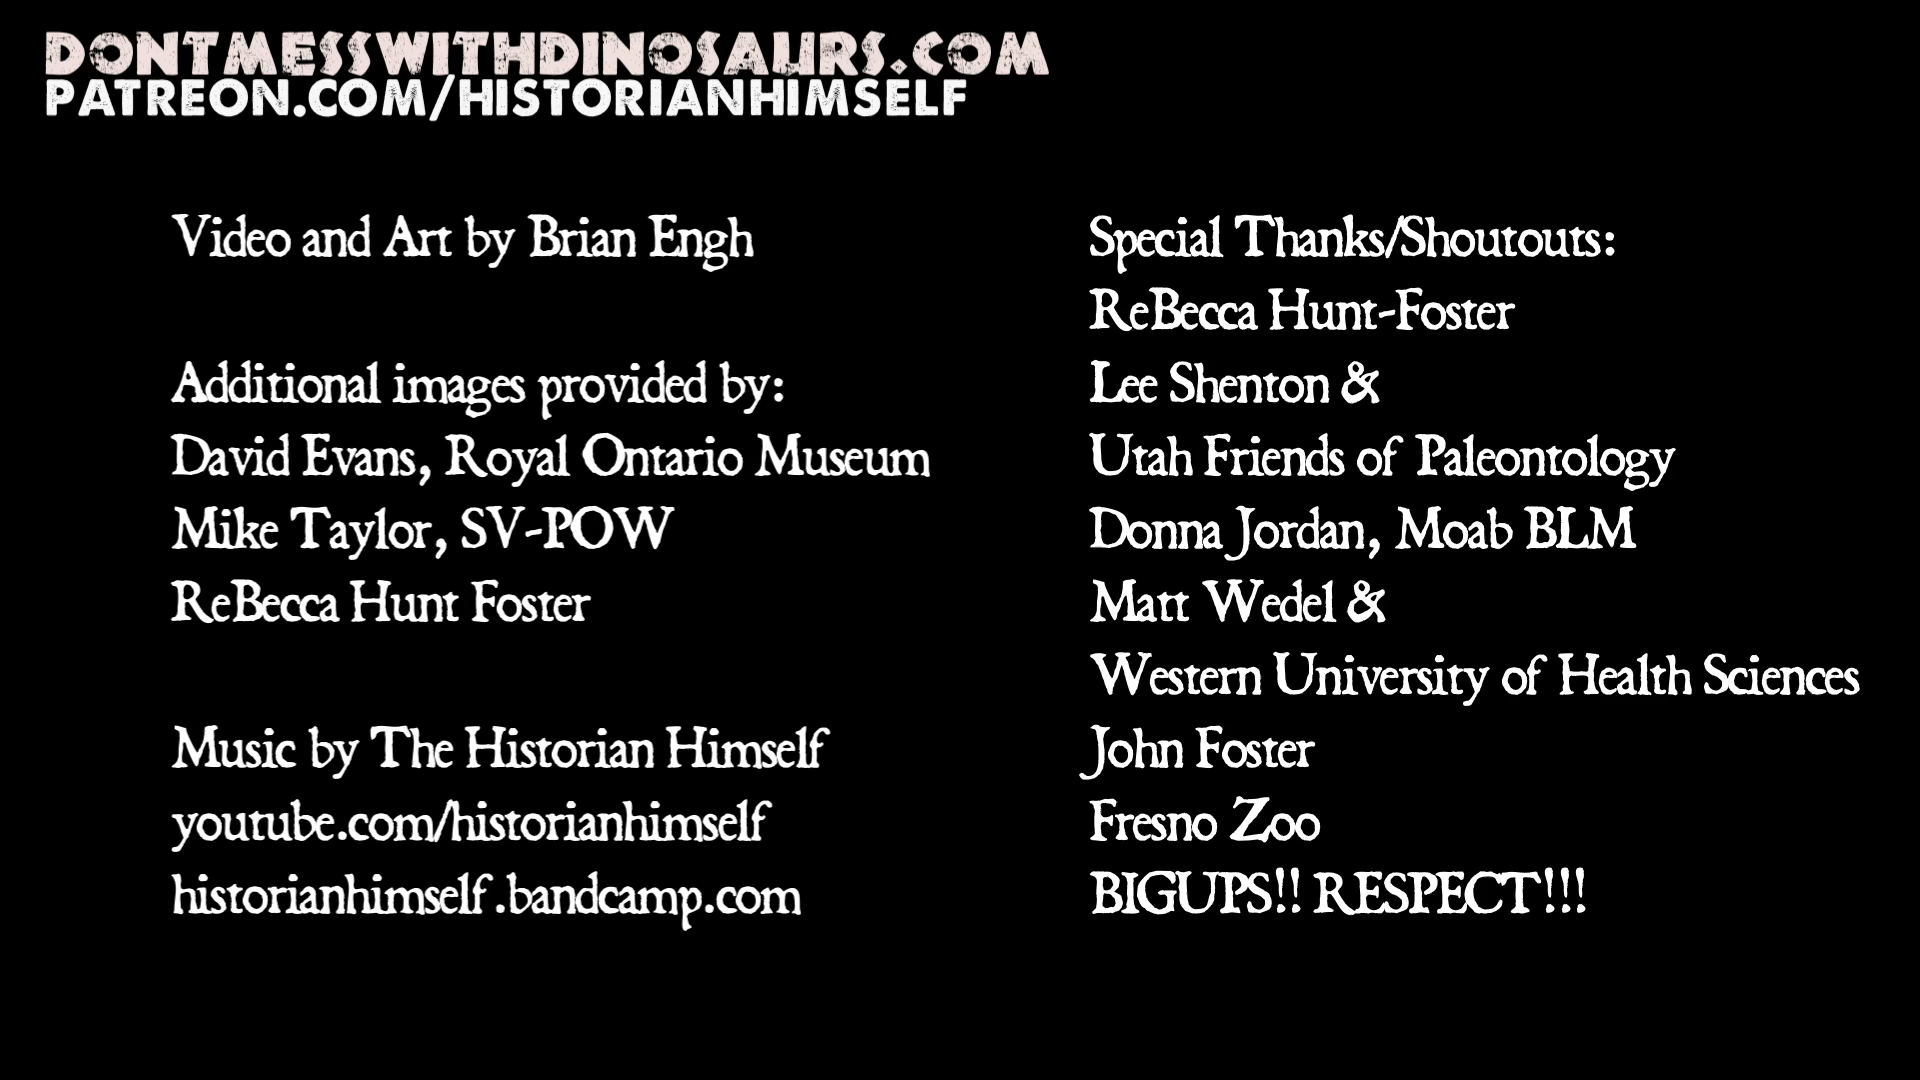 DONTMESSWITHDINOSAURS.COM
PATREON.COM/HISTORIANHIMSELF
Video and Art by Brian Engh
Additional images provided by:
David Evans, Royal Ontario Museum
Mike Taylor, SV-POW
ReBecca Hunt Foster
Music by The Historian Himself
youtube.com/historianhimself
historianhimself.bandcamp.com
Special Thanks/Shoutouts:
ReBecca Hunt-Foster
Lee Shenton &
Utah Friends of Paleontology
Donna Jordan, Moab BLM
Matt Wedel &
Western University of Health Sciences
John Foster
Fresno Zoo
BIGUPS!! RESPECT!!!